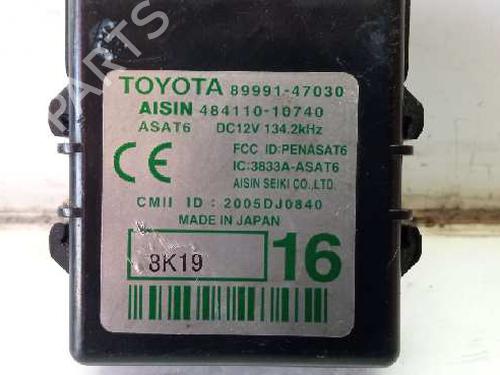 TOYOTA 89991-47030
AISIN 484110-10740
ASAT6 DC12V 134.2kHz
CE FCC ID:PENASAT6
IC:3833A-ASAT6
AISIN SEIKI CO.,LTD.
CMII ID : 2005DJ0840
MADE IN JAPAN
8K19 16
B-PARTS